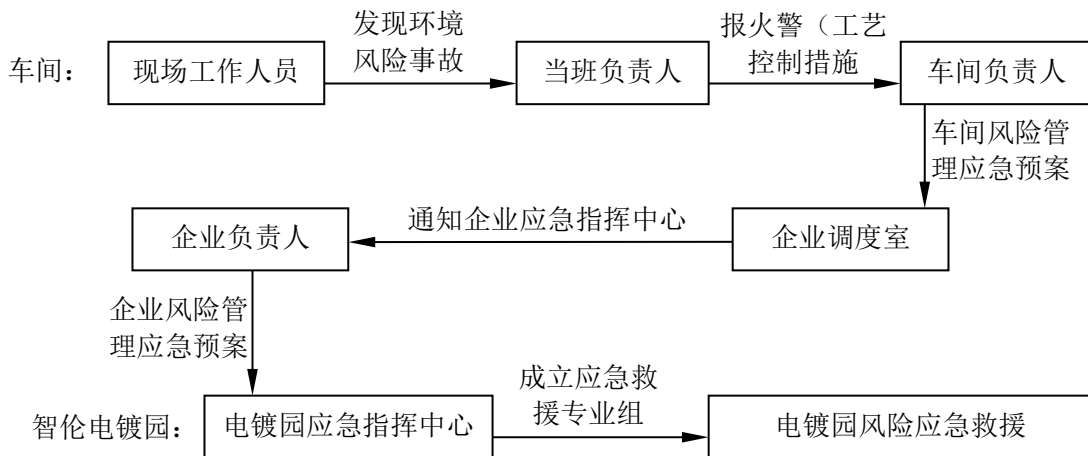 发现环境
风险事故
报火警（工艺
控制措施
车间：
现场工作人员
当班负责人
车间负责人
车间风险管
理应急预案
通知企业应急指挥中心
企业负责人
企业调度室
企业风险管
理应急预案
成立应急救
援专业组
智伦电镀园：
电镀园应急指挥中心
电镀园风险应急救援